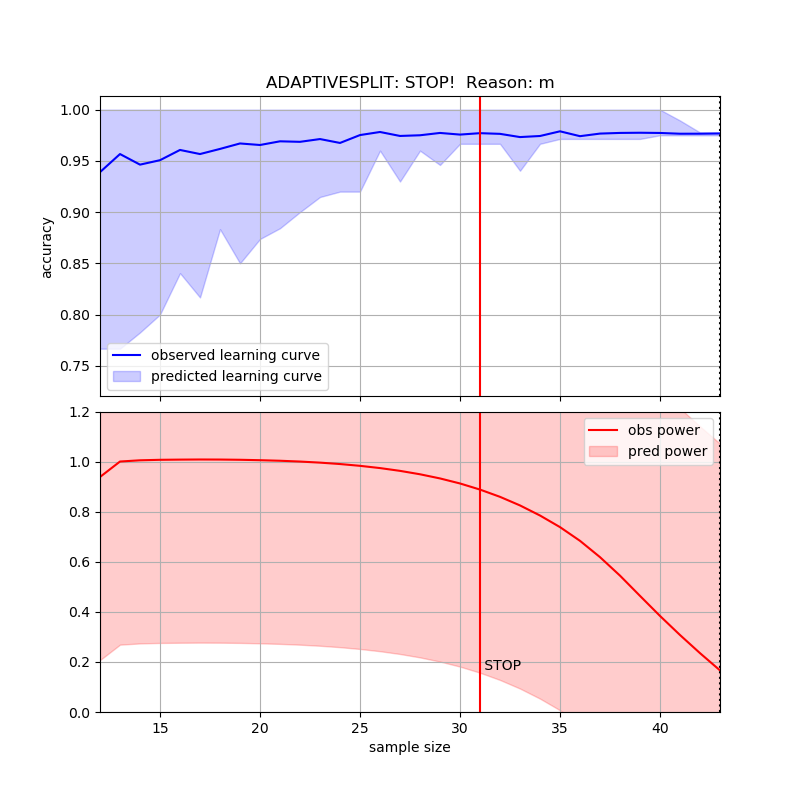 ADAPTIVESPLIT: STOP!  Reason: m
1.00
0.95
0.90
0.85
0.80
0.75
accuracy
observed learning curve
predicted learning curve
1.2
1.0
0.8
0.6
0.4
0.2
0.0
obs power
pred power
STOP
15 20 25 30 35 40
sample size